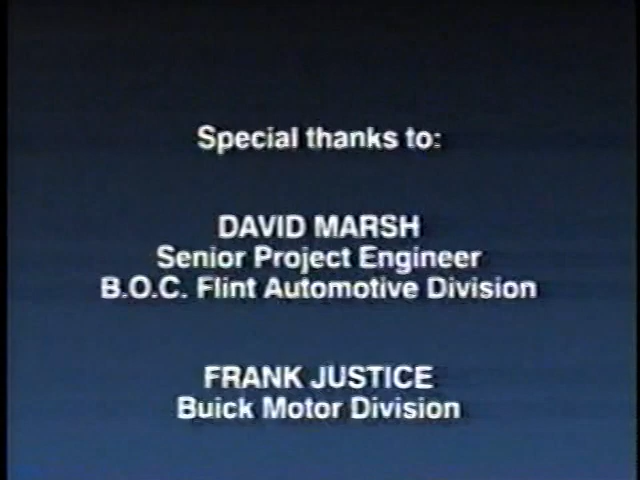 Special thanks to:
DAVID MARSH
Senior Project Engineer
B.O.C. Flint Automotive Division
FRANK JUSTICE
Buick Motor Division